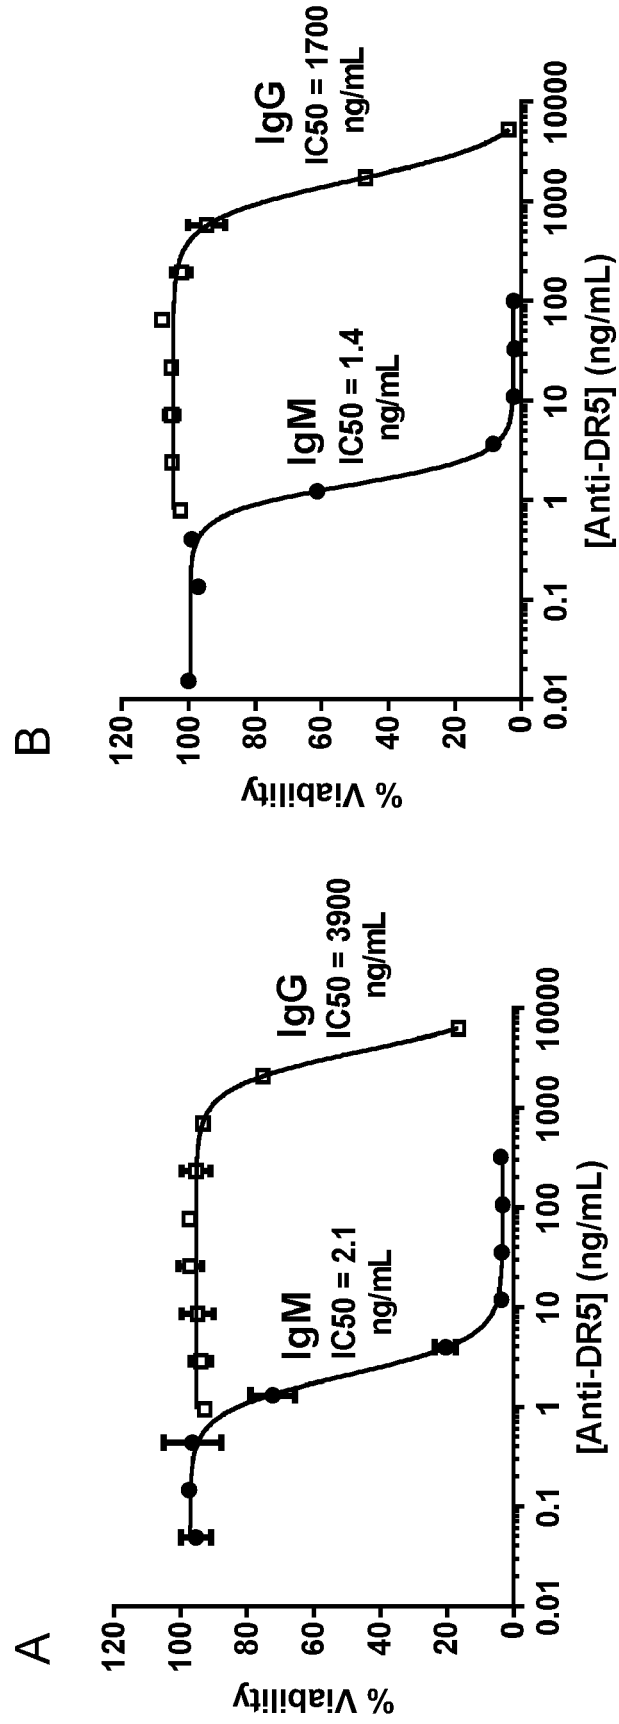 A
% Viability
120
100
80
60
40
20
0
IgM
IC50 = 2.1
ng/mL
IgG
IC50 = 3900
ng/mL
0.01
0.1
1
10
100
1000
10000
[Anti-DR5] (ng/mL)
B
% Viability
120
100
80
60
40
20
0
IgM
IC50 = 1.4
ng/mL
IgG
IC50 = 1700
ng/mL
0.01
0.1
1
10
100
1000
10000
[Anti-DR5] (ng/mL)